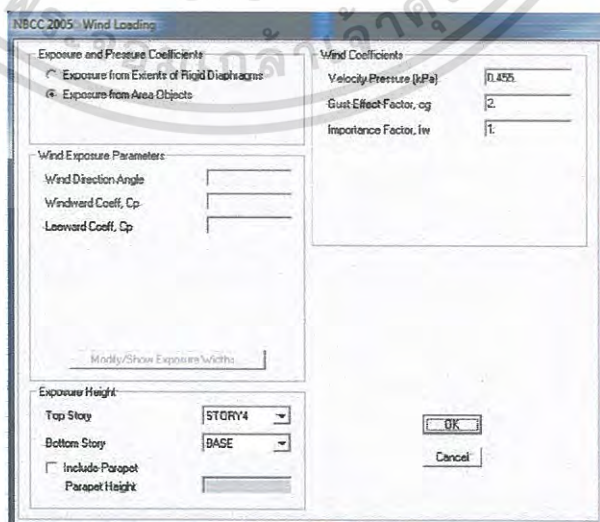 NBCC 2005 - Wind Loading
Exposure and Pressure Coefficients
Exposure from Extents of Rigid Diaphragms
Exposure from Area Objects
Wind Exposure Parameters
Wind Direction Angle
Windward Coeff, Cp
Leeward Coeff, Cp
Modify/Show Exposure Widths
Exposure Height
Top Story STORY4
Bottom Story BASE
Include Parapet
Parapet Height
Wind Coefficients
Velocity Pressure (kPa) 0.455
Gust Effect Factor, cg 2.
Importance Factor, Iw 1.
OK
Cancel